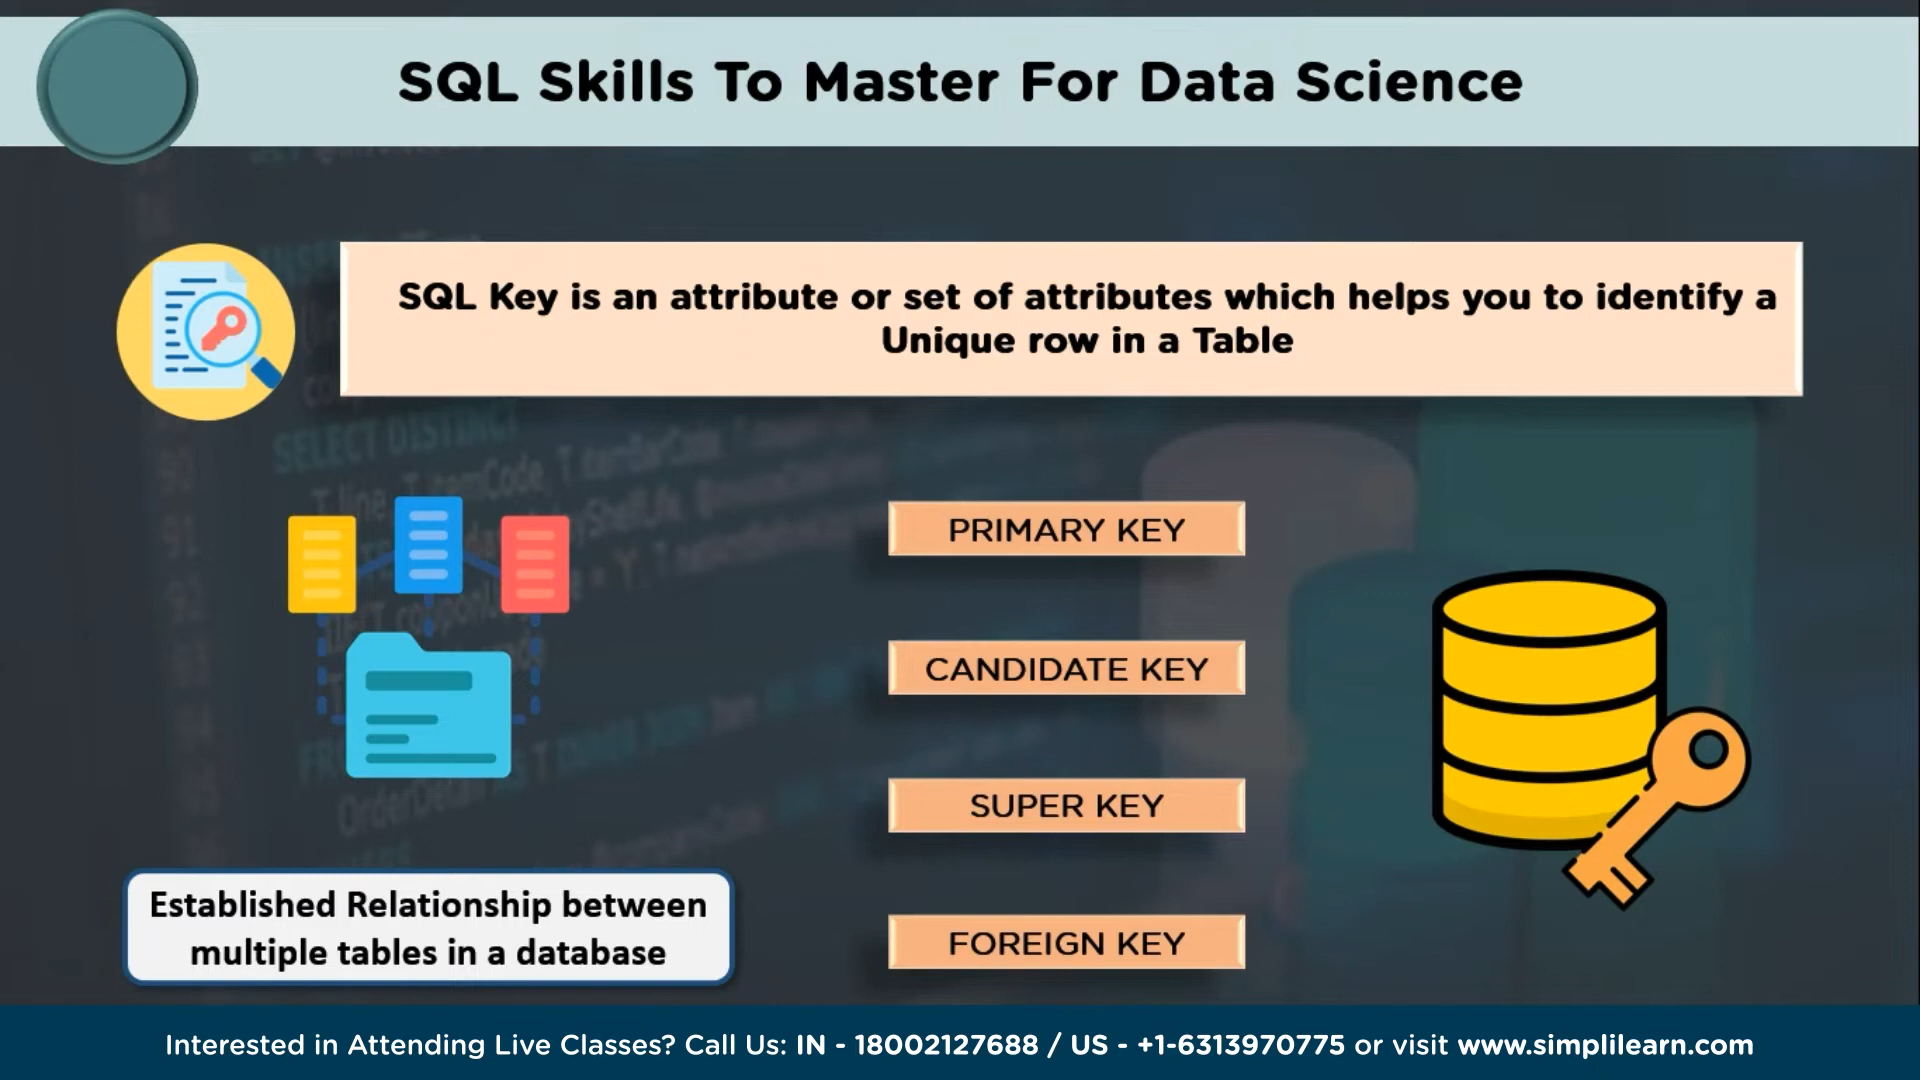 SQL Skills To Master For Data Science
SQL Key is an attribute or set of attributes which helps you to identify a
Unique row in a Table
PRIMARY KEY
CANDIDATE KEY
SUPER KEY
FOREIGN KEY
Established Relationship between
multiple tables in a database
SELECT DISTINCT
Interested in Attending Live Classes? Call Us: IN - 18002127688 / US - +1-6313970775 or visit www.simplilearn.com